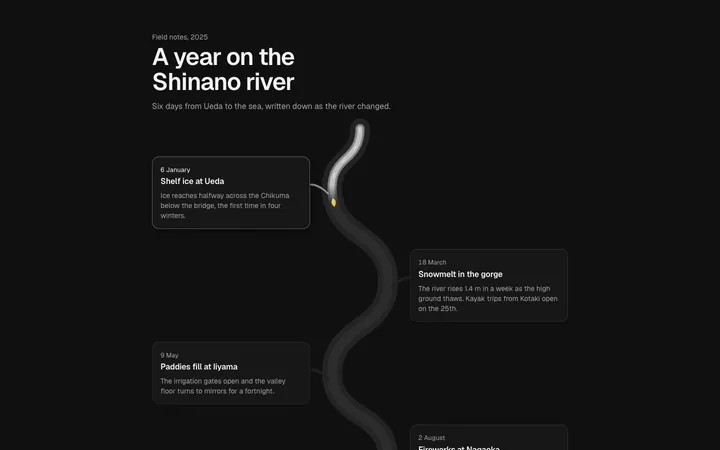 Field notes, 2025
A year on the
Shinano river
Six days from Ueda to the sea, written down as the river changed.
6 January
Shelf ice at Ueda
Ice reaches halfway across the Chikuma
below the bridge, the first time in four
winters.
18 March
Snowmelt in the gorge
The river rises 1.4 m in a week as the high
ground thaws. Kayak trips from Kotaki open
on the 25th.
9 May
Paddies fill at Iiyama
The irrigation gates open and the valley
floor turns to mirrors for a fortnight.
2 August
Fireworks at Nagaoka